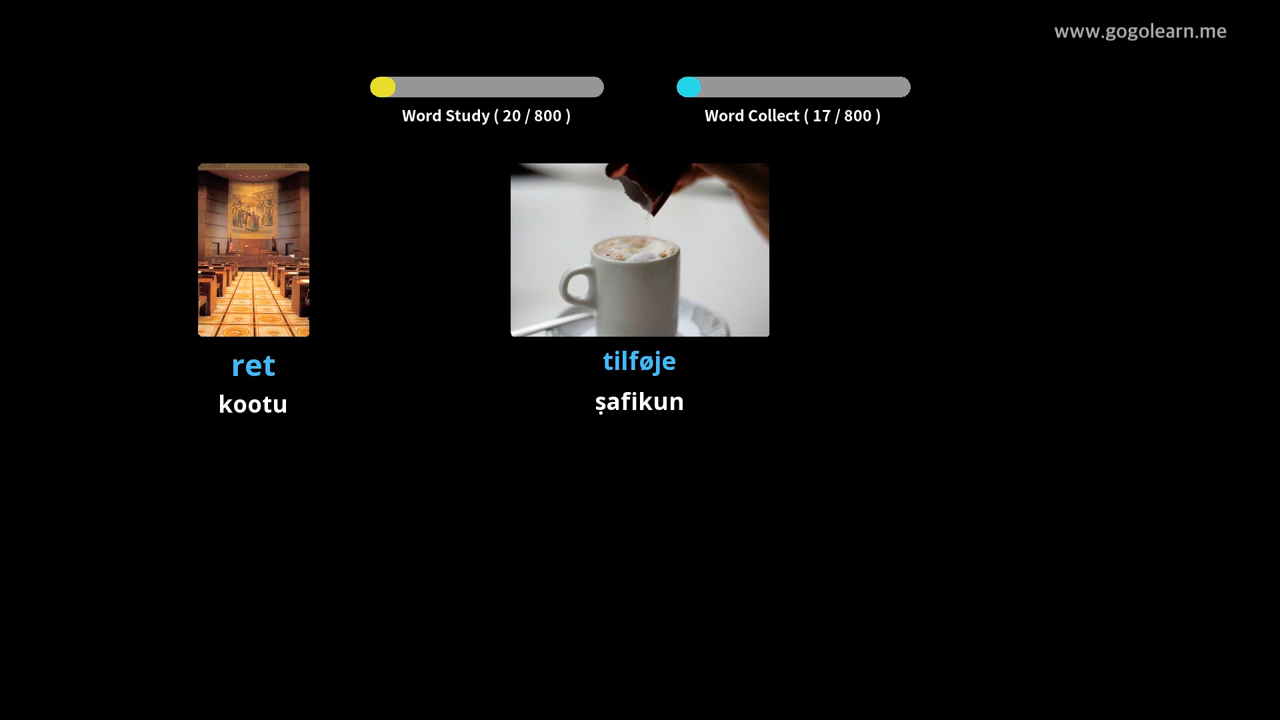 www.gogolearn.me
Word Study ( 20 / 800 )
Word Collect ( 17 / 800 )
ret
kootu
tilføje
ṣafikun